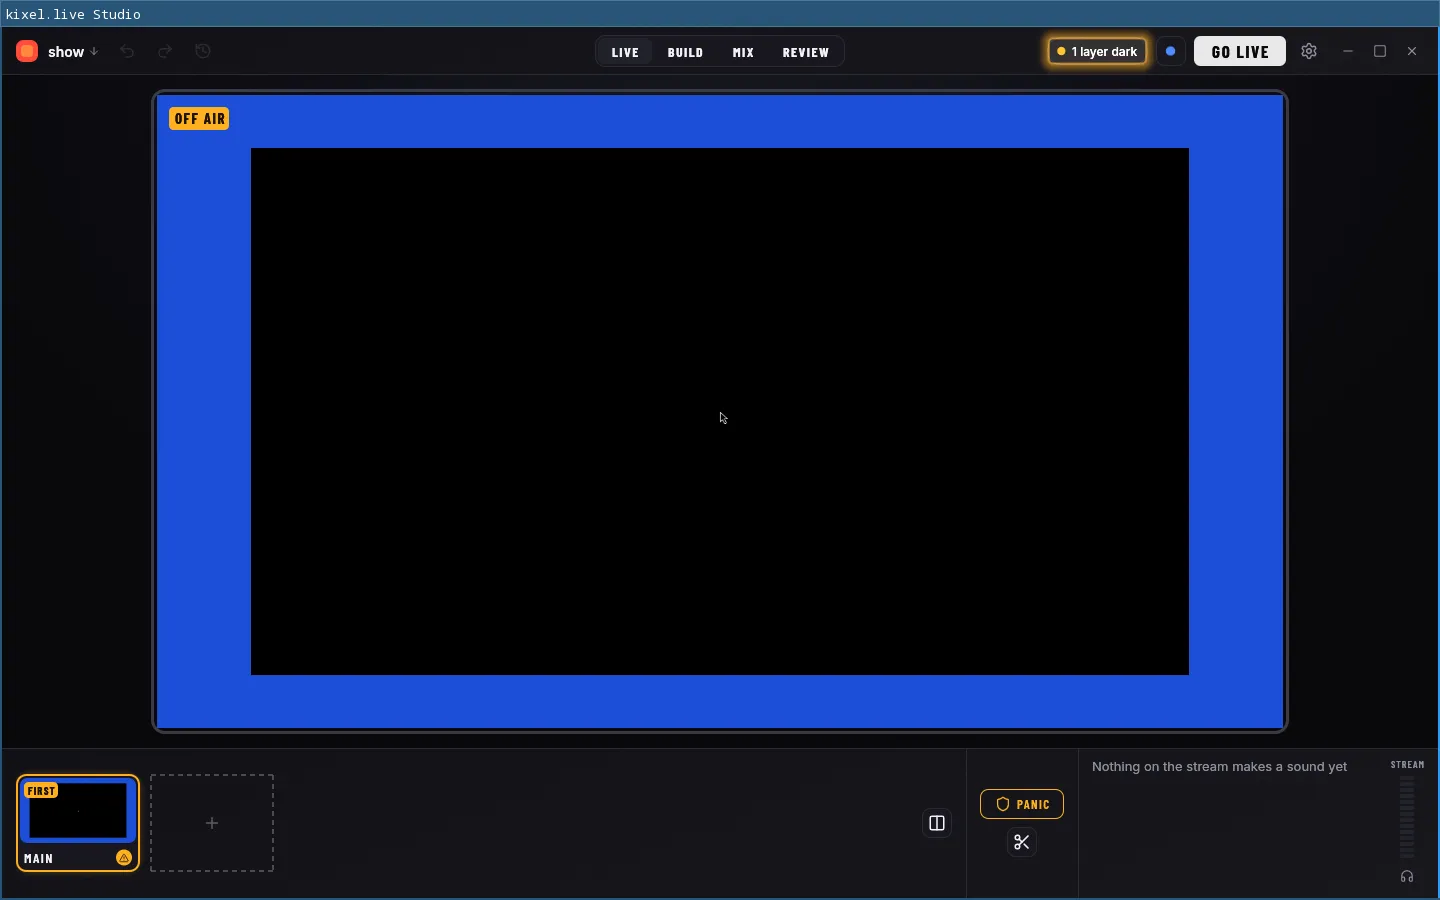 kixel.live Studio
show
LIVE BUILD MIX REVIEW
1 layer dark
GO LIVE
OFF AIR
FIRST
MAIN
PANIC
Nothing on the stream makes a sound yet
STREAM